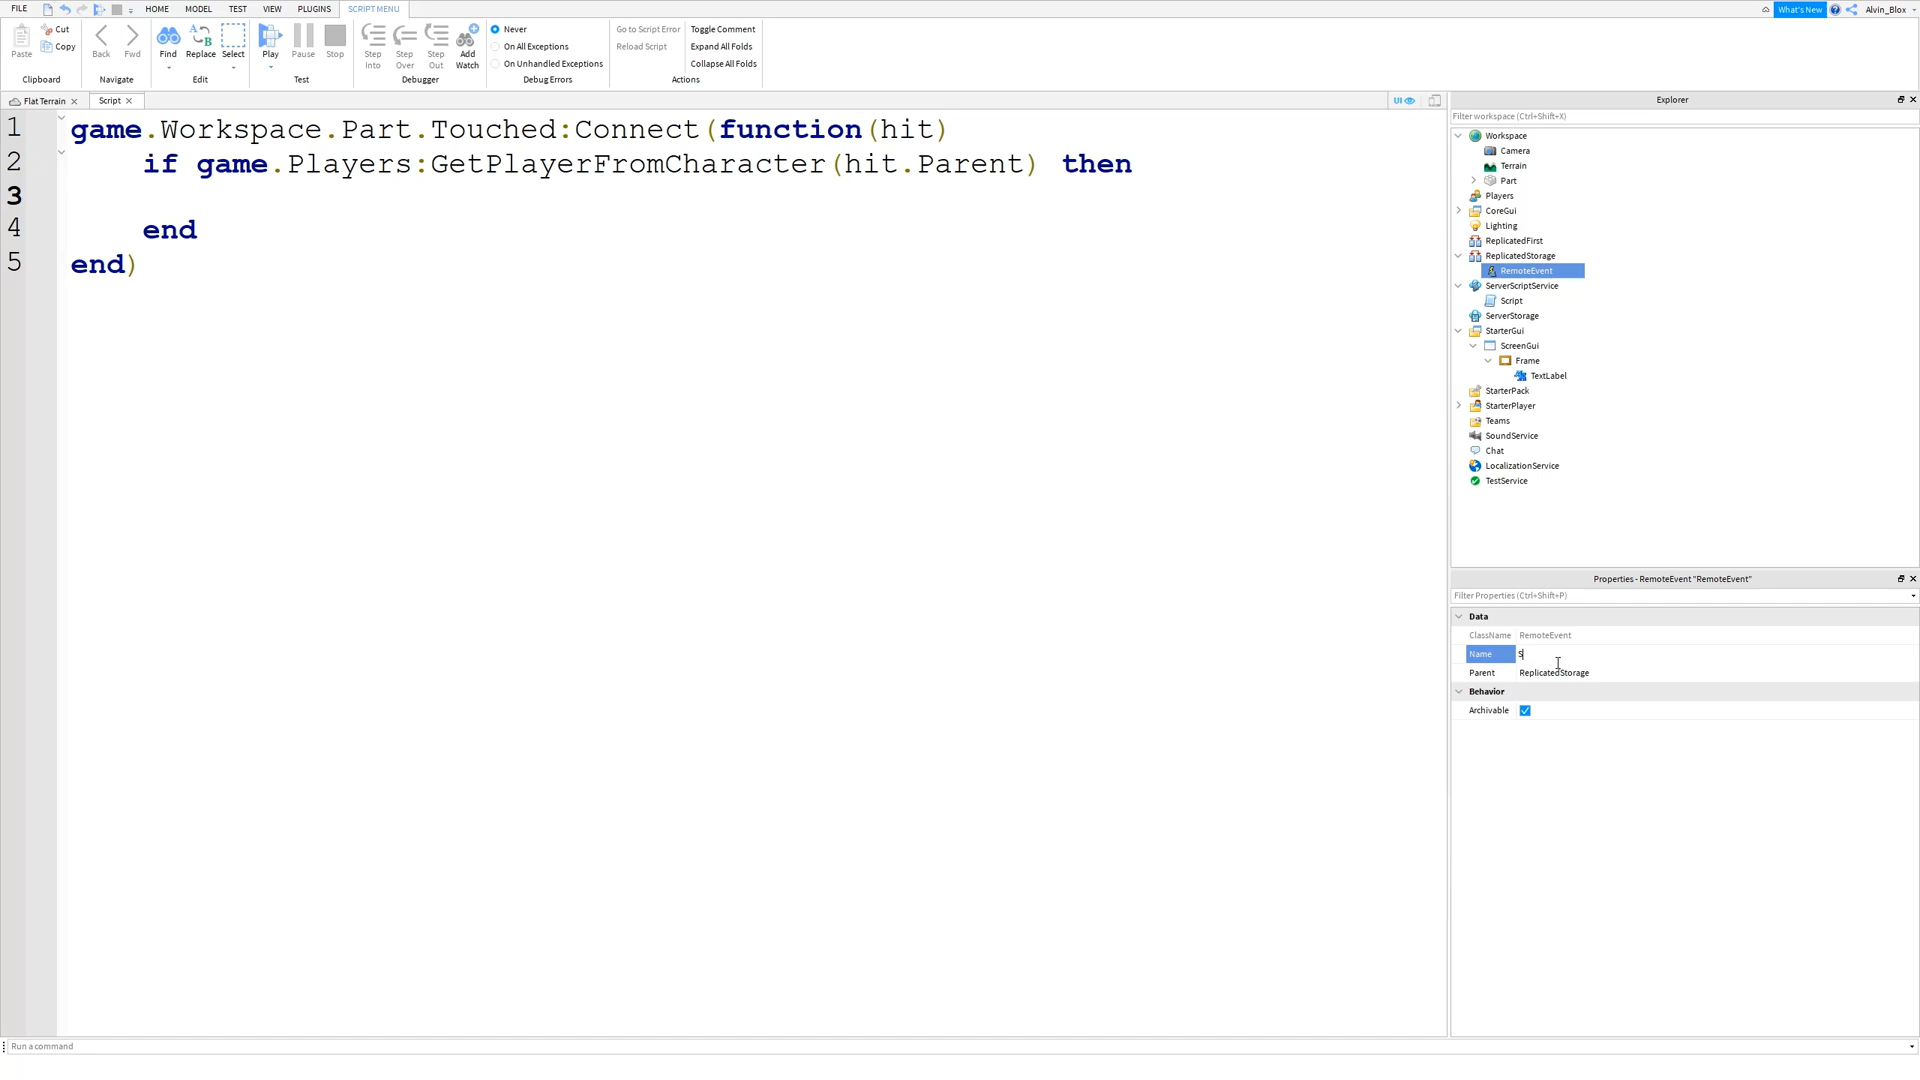 FILE HOME MODEL TEST VIEW PLUGINS SCRIPT MENU What's New Alvin_Blox
Paste Cut Copy Clipboard
Back Fwd Navigate
Find Replace Select Edit
Play Pause Stop Test
Step Into Step Over Step Out Add Watch Debugger
Never
On All Exceptions
On Unhandled Exceptions
Debug Errors
Go to Script Error Toggle Comment
Reload Script Expand All Folds
Collapse All Folds
Actions
Flat Terrain Script UI
1 game.Workspace.Part.Touched:Connect(function(hit)
2 if game.Players:GetPlayerFromCharacter(hit.Parent) then
3
4 end
5 end)
Explorer
Filter workspace (Ctrl+Shift+X)
Workspace
Camera
Terrain
Part
Players
CoreGui
Lighting
ReplicatedFirst
ReplicatedStorage
RemoteEvent
ServerScriptService
Script
ServerStorage
StarterGui
ScreenGui
Frame
TextLabel
StarterPack
StarterPlayer
Teams
SoundService
Chat
LocalizationService
TestService
Properties - RemoteEvent "RemoteEvent"
Filter Properties (Ctrl+Shift+P)
Data
ClassName RemoteEvent
Name S
Parent ReplicatedStorage
Behavior
Archivable
Run a command